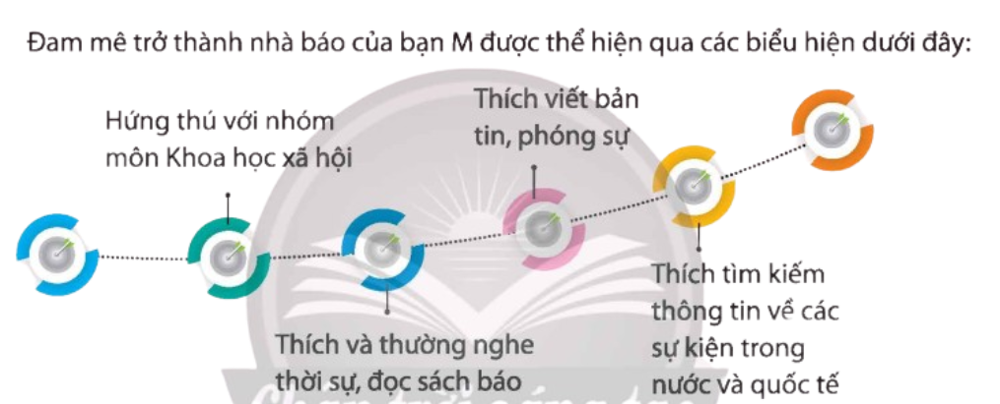 Đam mê trở thành nhà báo của bạn M được thể hiện qua các biểu hiện dưới đây:
Hứng thú với nhóm
môn Khoa học xã hội
Thích viết bản
tin, phóng sự
Thích và thường nghe
thời sự, đọc sách báo
Thích tìm kiếm
thông tin về các
sự kiện trong
nước và quốc tế